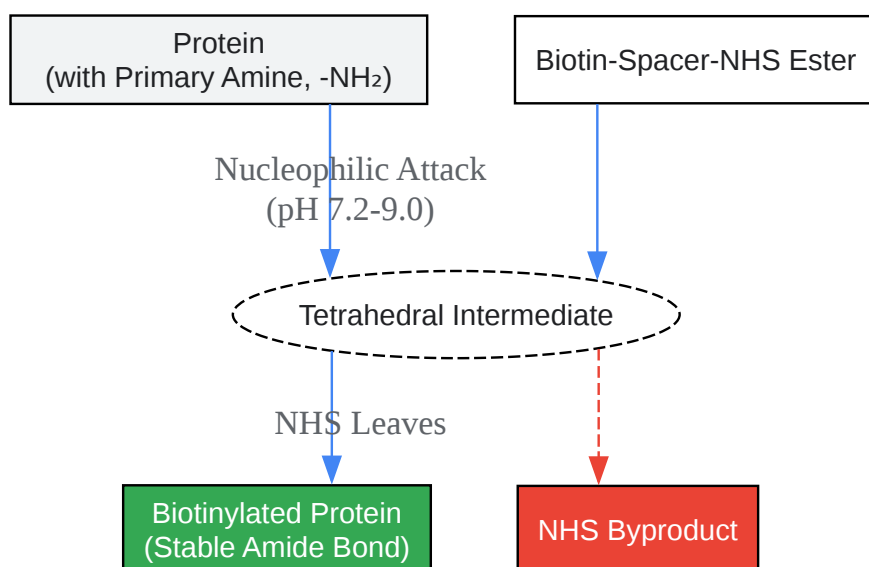 Protein
(with Primary Amine, -NH₂)
Biotin-Spacer-NHS Ester
Nucleophilic Attack
(pH 7.2-9.0)
Tetrahedral Intermediate
NHS Leaves
Biotinylated Protein
(Stable Amide Bond)
NHS Byproduct